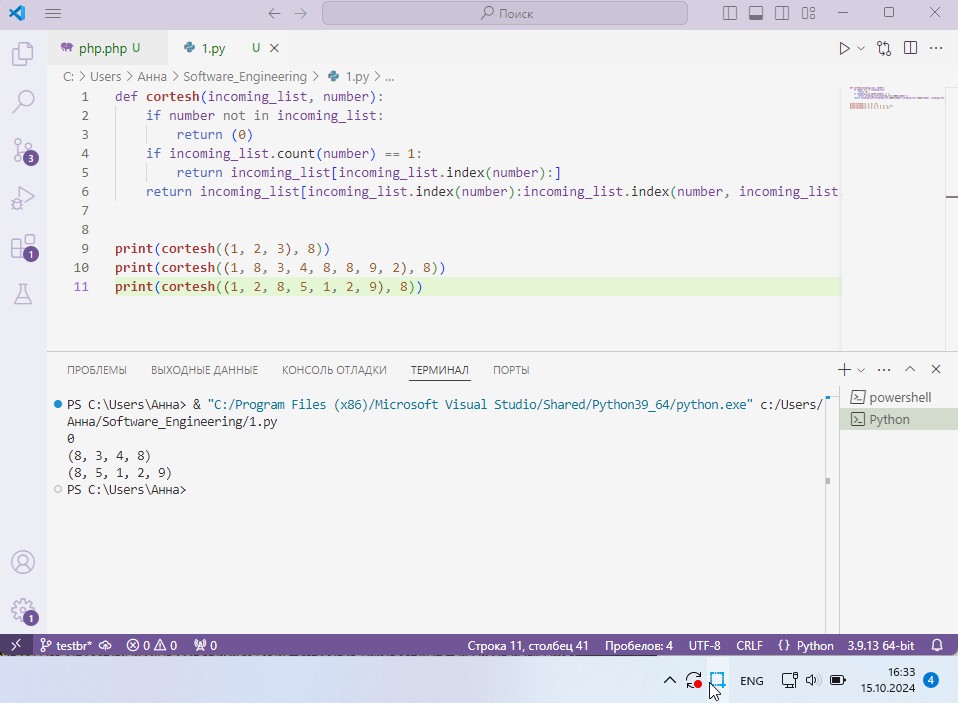 Поиск
php.php U
1.py U
C: > Users > Анна > Software_Engineering > 1.py > ...
1 def cortesh(incoming_list, number):
2 if number not in incoming_list:
3 return (0)
4 if incoming_list.count(number) == 1:
5 return incoming_list[incoming_list.index(number):]
6 return incoming_list[incoming_list.index(number):incoming_list.index(number, incoming_list
7
8
9 print(cortesh((1, 2, 3), 8))
10 print(cortesh((1, 8, 3, 4, 8, 8, 9, 2), 8))
11 print(cortesh((1, 2, 8, 5, 1, 2, 9), 8))
3
1
1
ПРОБЛЕМЫ ВЫХОДНЫЕ ДАННЫЕ КОНСОЛЬ ОТЛАДКИ ТЕРМИНАЛ ПОРТЫ
PS C:\Users\Анна> & "C:/Program Files (x86)/Microsoft Visual Studio/Shared/Python39_64/python.exe" c:/Users/
Анна/Software_Engineering/1.py
0
(8, 3, 4, 8)
(8, 5, 1, 2, 9)
PS C:\Users\Анна>
powershell
Python
testbr* 0 0 0 Строка 11, столбец 41 Пробелов: 4 UTF-8 CRLF {} Python 3.9.13 64-bit
ENG
16:33
15.10.2024
4